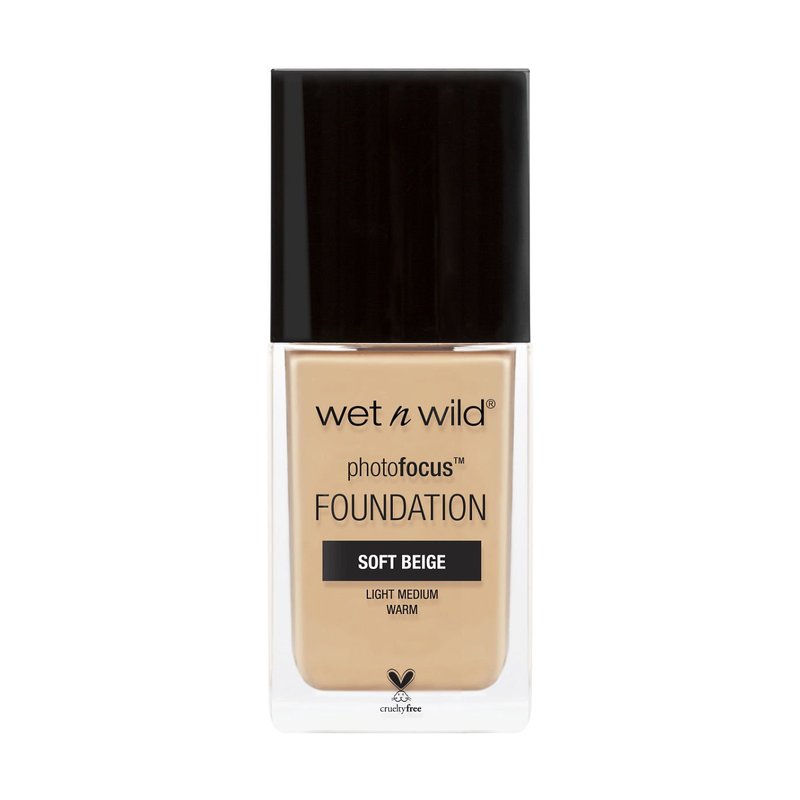 wet n wild®
photofocus™
FOUNDATION
SOFT BEIGE
LIGHT MEDIUM
WARM
crueltyfree